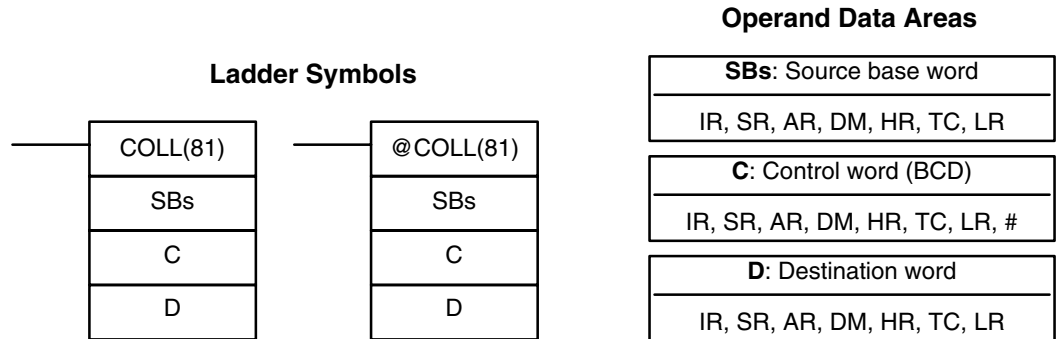 Ladder Symbols
COLL(81)
SBs
C
D
@COLL(81)
SBs
C
D
Operand Data Areas
SBs: Source base word
IR, SR, AR, DM, HR, TC, LR
C: Control word (BCD)
IR, SR, AR, DM, HR, TC, LR, #
D: Destination word
IR, SR, AR, DM, HR, TC, LR